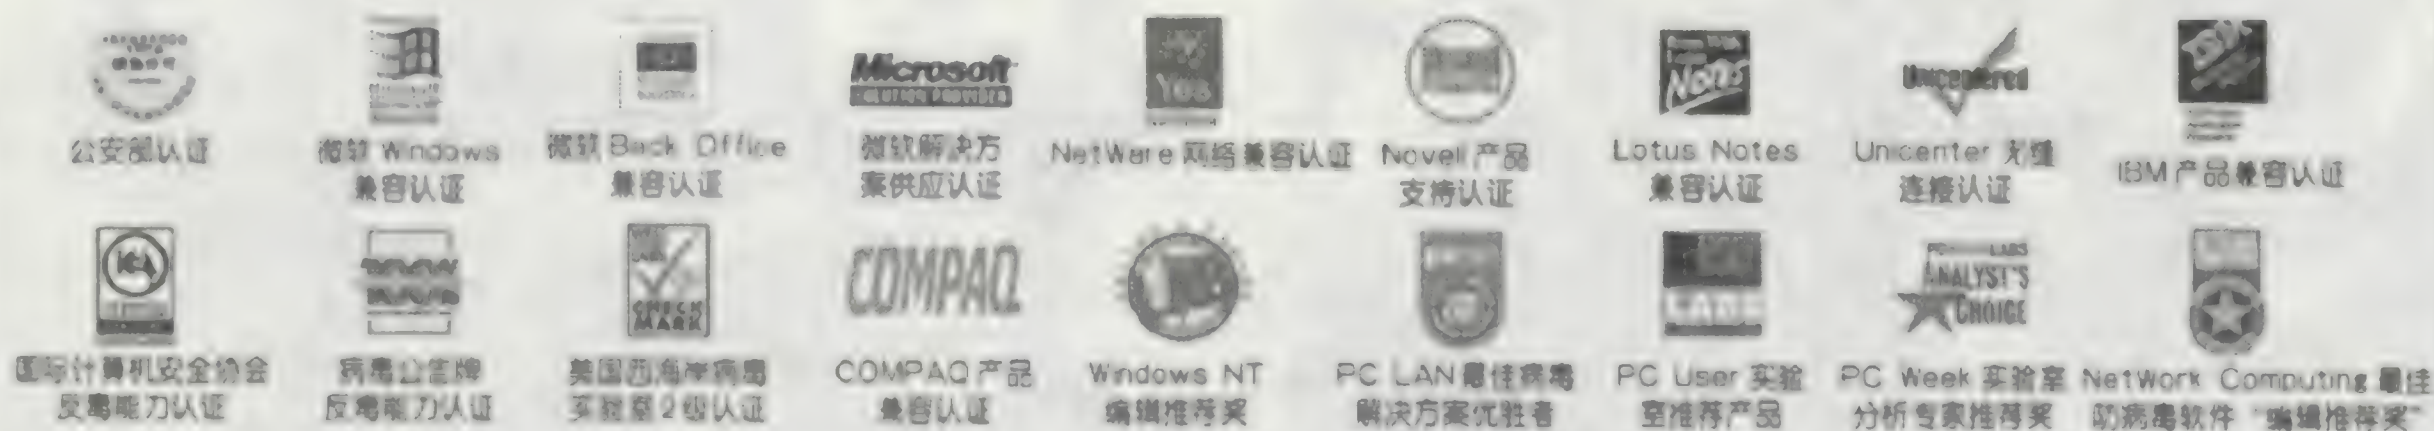 Microsoft
SOLUTION PROVIDER
Yes
Notes
Unicentered
公安部认证
微软 Windows
兼容认证
微软 Back Office
兼容认证
微软解决方
案供应认证
NetWare 网络兼容认证
Novell 产品
支持认证
Lotus Notes
兼容认证
Unicenter 无缝
连接认证
IBM 产品兼容认证
CHECK
MARK
COMPAQ
LABS
ANALYST'S
CHOICE
国际计算机安全协会
反毒能力认证
病毒公告牌
反毒能力认证
美国西海岸病毒
实验室2级认证
COMPAQ 产品
兼容认证
Windows NT
编辑推荐奖
PC LAN 最佳病毒
解决方案优胜者
PC User 实验
室推荐产品
PC Week 实验室
分析专家推荐奖
NetWork Computing 最佳
防病毒软件 "编辑推荐奖"